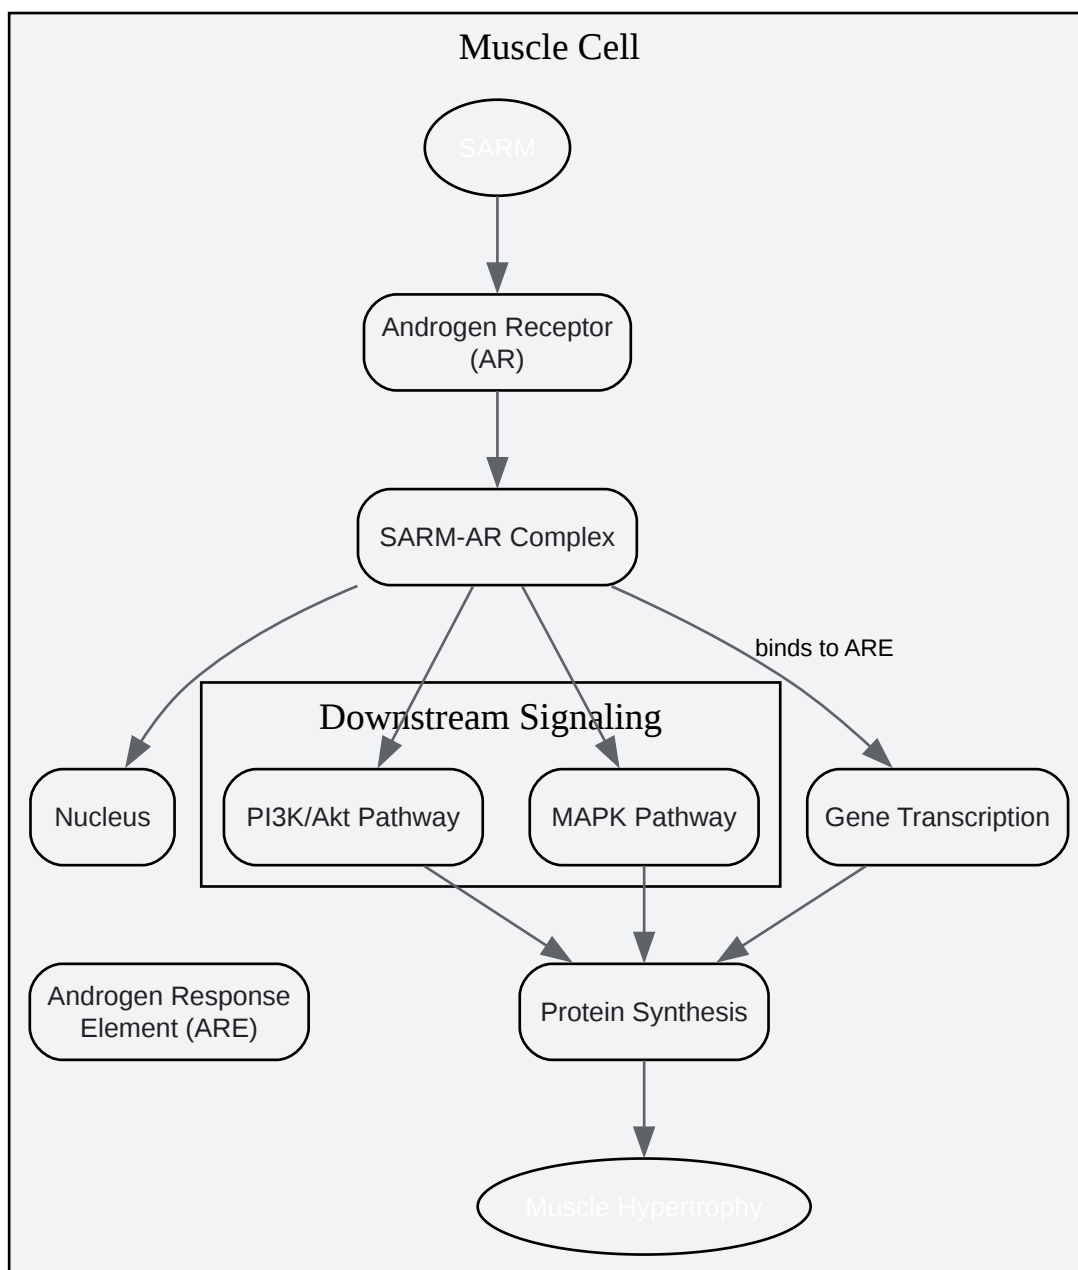 Muscle Cell
SARM
Androgen Receptor
(AR)
SARM-AR Complex
binds to ARE
Downstream Signaling
Nucleus
PI3K/Akt Pathway
MAPK Pathway
Gene Transcription
Androgen Response
Element (ARE)
Protein Synthesis
Muscle Hypertrophy